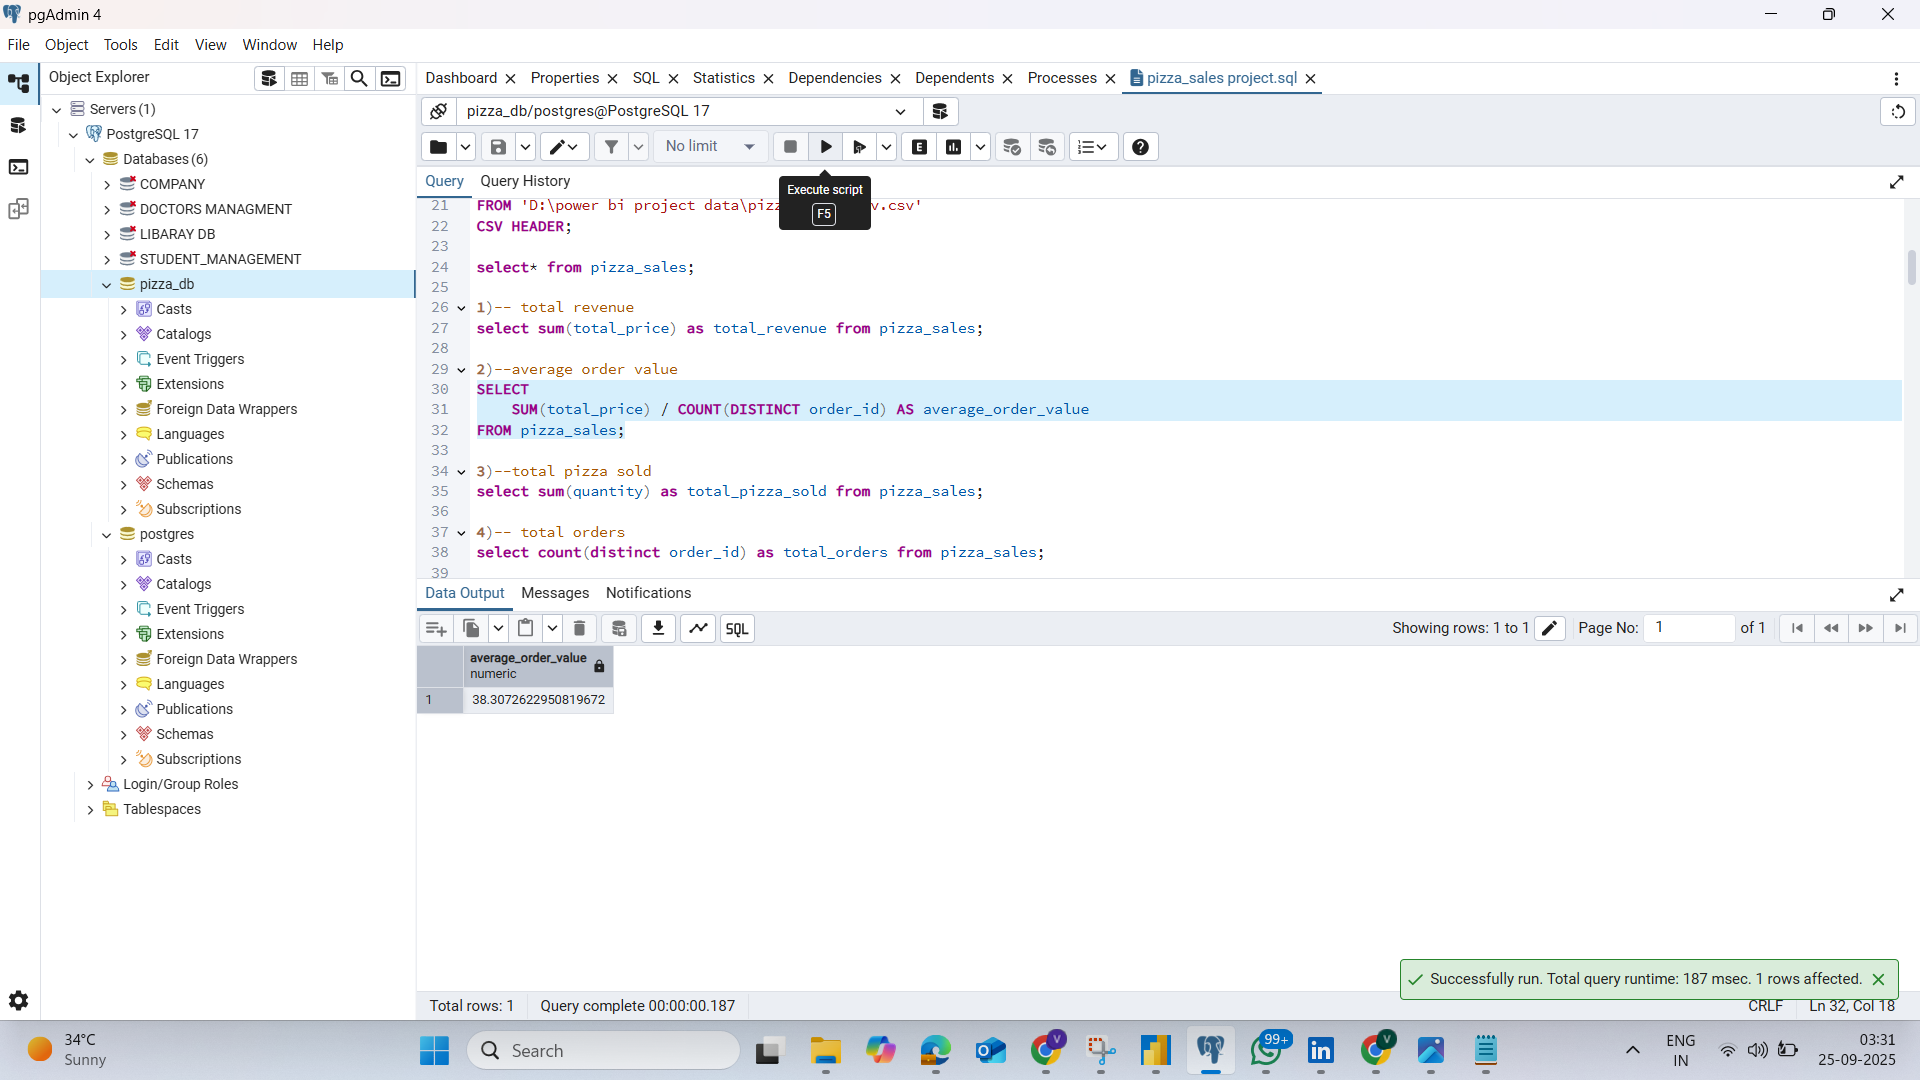 pgAdmin 4
File Object Tools Edit View Window Help
Object Explorer
Dashboard Properties SQL Statistics Dependencies Dependents Processes pizza_sales project.sql
Servers (1)
PostgreSQL 17
Databases (6)
COMPANY
DOCTORS MANAGMENT
LIBARAY DB
STUDENT_MANAGEMENT
pizza_db
Casts
Catalogs
Event Triggers
Extensions
Foreign Data Wrappers
Languages
Publications
Schemas
Subscriptions
postgres
Casts
Catalogs
Event Triggers
Extensions
Foreign Data Wrappers
Languages
Publications
Schemas
Subscriptions
Login/Group Roles
Tablespaces
pizza_db/postgres@PostgreSQL 17
No limit
E
Query Query History
Execute script
F5
21 FROM 'D:\power bi project data\pizz v.csv'
22 CSV HEADER;
23
24 select* from pizza_sales;
25
26 1)-- total revenue
27 select sum(total_price) as total_revenue from pizza_sales;
28
29 2)--average order value
30 SELECT
31 SUM(total_price) / COUNT(DISTINCT order_id) AS average_order_value
32 FROM pizza_sales;
33
34 3)--total pizza sold
35 select sum(quantity) as total_pizza_sold from pizza_sales;
36
37 4)-- total orders
38 select count(distinct order_id) as total_orders from pizza_sales;
39
Data Output Messages Notifications
SQL
Showing rows: 1 to 1 Page No: 1 of 1
average_order_value
numeric
1 38.3072622950819672
Successfully run. Total query runtime: 187 msec. 1 rows affected.
Total rows: 1 Query complete 00:00:00.187 CRLF Ln 32, Col 18
34°C
Sunny
Search
V
99+
in
V
ENG
IN
03:31
25-09-2025